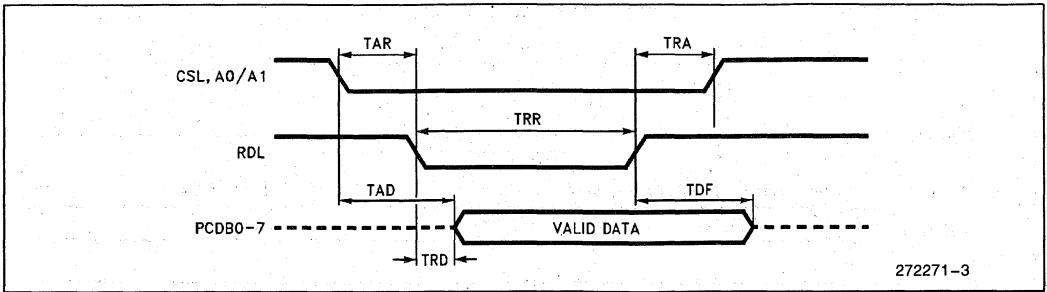 TAR
TRA
CSL, A0/A1
TRR
RDL
TAD
TDF
PCDB0-7
VALID DATA
TRD
272271-3